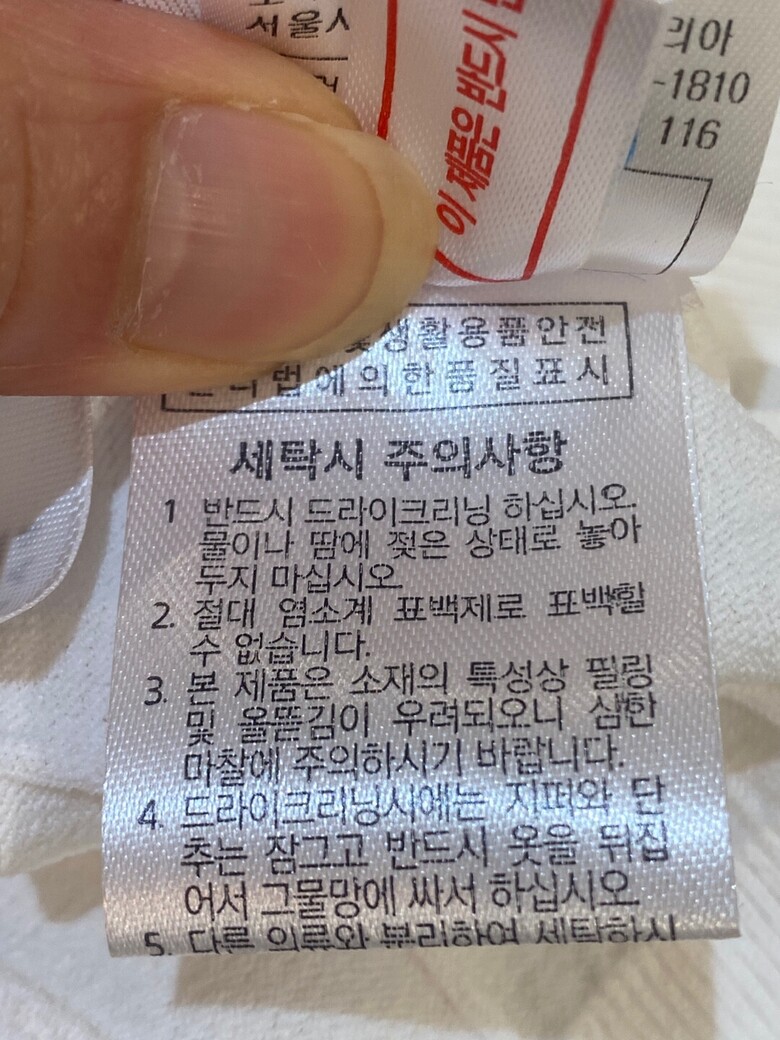 서울시
이 제품은 반드시
리아
-1810
116
및생활용품안전
법에의한품질표시
세탁시 주의사항
1 반드시 드라이크리닝 하십시오.
물이나 땀에 젖은 상태로 놓아
두지 마십시오.
2. 절대 염소계 표백제로 표백할
수 없습니다.
3. 본 제품은 소재의 특성상 필링
및 올뜯김이 우려되오니 심한
마찰에 주의하시기 바랍니다.
4. 드라이크리닝시에는 지퍼와 단
추는 잠그고 반드시 옷을 뒤집
어서 그물망에 싸서 하십시오.
5. 다른 의류와 분리하여 세탁하시